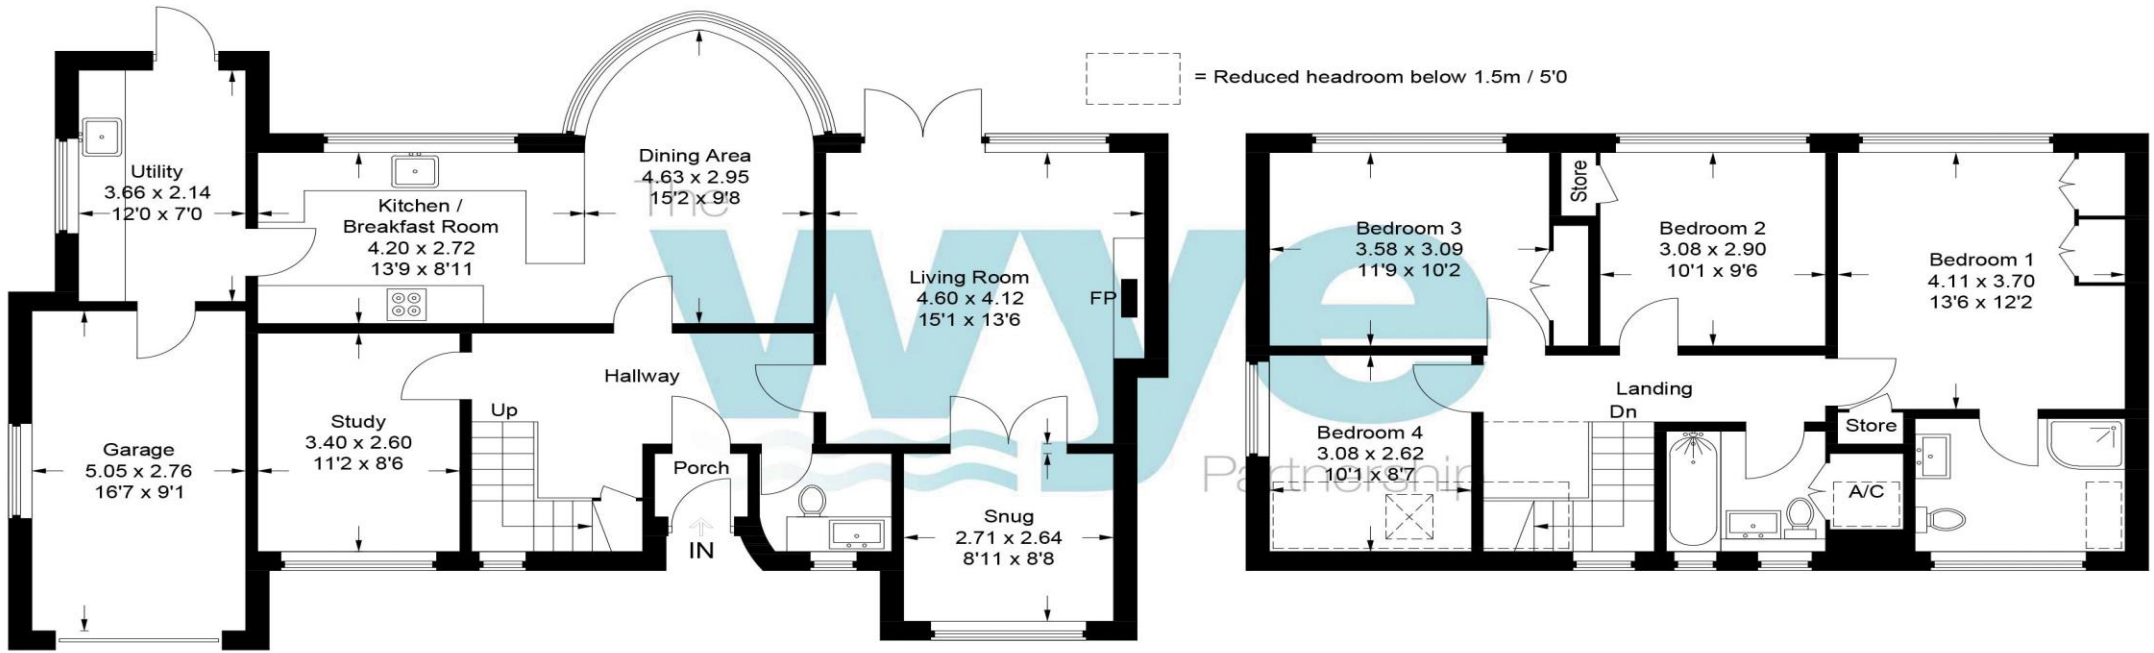 = Reduced headroom below 1.5m / 5'0
Utility
3.66 x 2.14
12'0 x 7'0
Kitchen /
Breakfast Room
4.20 x 2.72
13'9 x 8'11
Dining Area
4.63 x 2.95
15'2 x 9'8
Living Room
4.60 x 4.12
15'1 x 13'6
FP
Garage
5.05 x 2.76
16'7 x 9'1
Study
3.40 x 2.60
11'2 x 8'6
Hallway
Up
Porch
IN
Snug
2.71 x 2.64
8'11 x 8'8
Bedroom 3
3.58 x 3.09
11'9 x 10'2
Store
Bedroom 2
3.08 x 2.90
10'1 x 9'6
Bedroom 1
4.11 x 3.70
13'6 x 12'2
Bedroom 4
3.08 x 2.62
10'1 x 8'7
Landing
Dn
Store
A/C
The
wye
Partnership